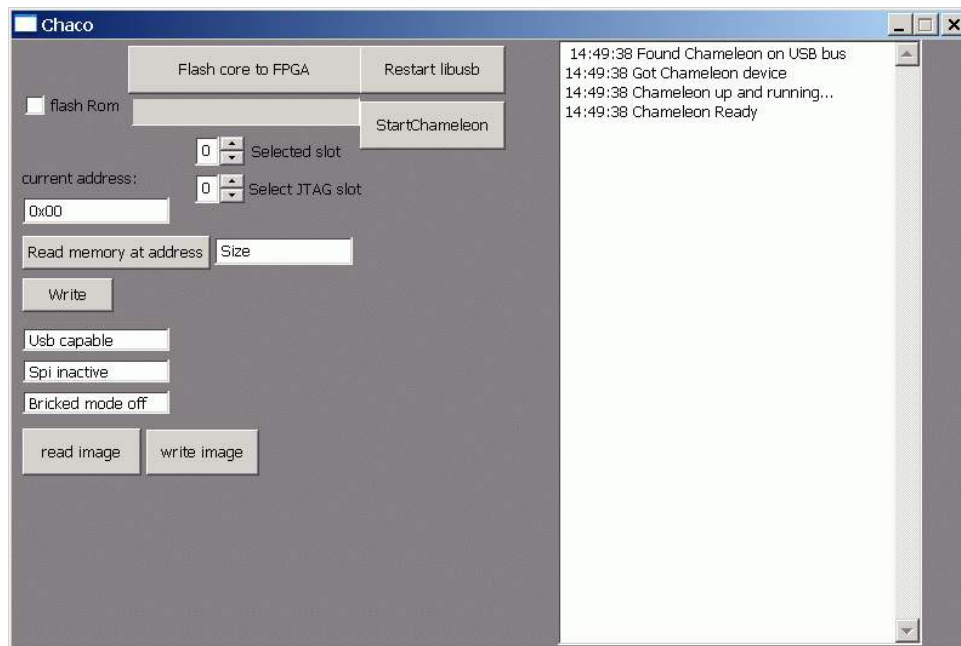 Chaco
Flash core to FPGA
Restart libusb
flash Rom
StartChameleon
0 Selected slot
current address:
0 Select JTAG slot
0x00
Read memory at address
Size
Write
Usb capable
Spi inactive
Bricked mode off
read image
write image
14:49:38 Found Chameleon on USB bus
14:49:38 Got Chameleon device
14:49:38 Chameleon up and running...
14:49:38 Chameleon Ready